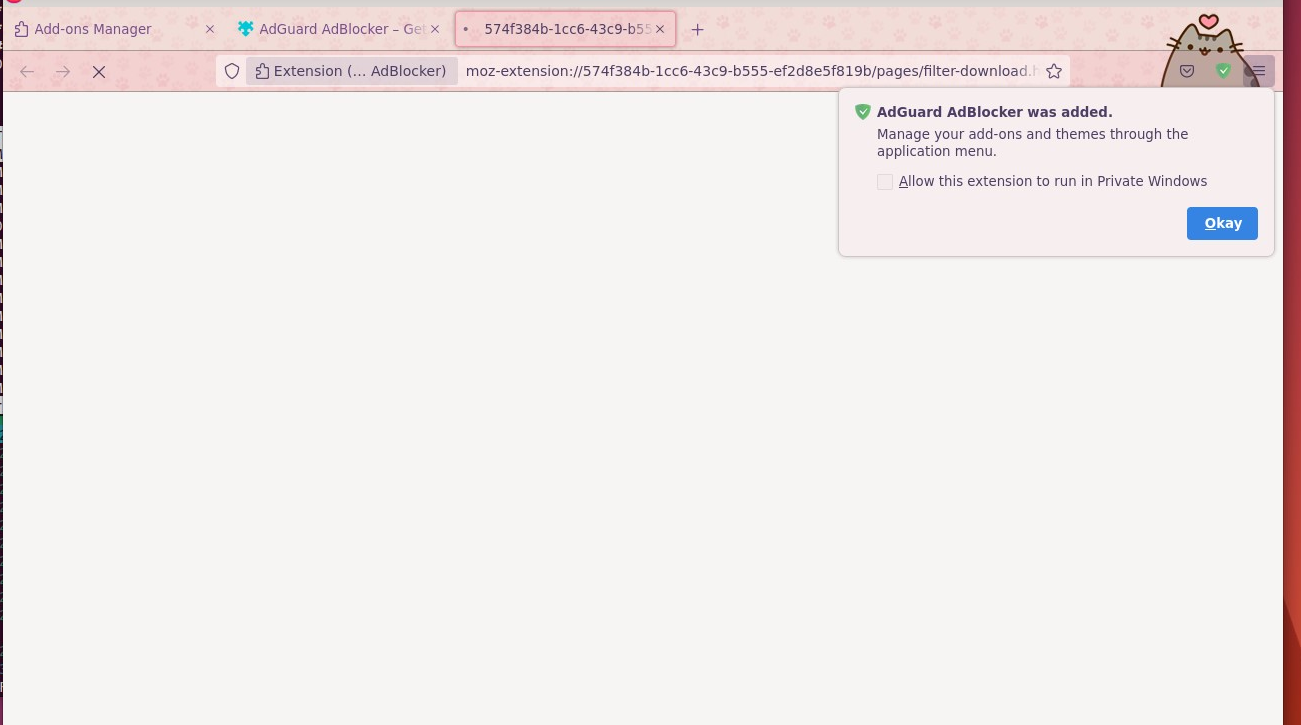 Add-ons Manager
AdGuard AdBlocker – Get
574f384b-1cc6-43c9-b55
Extension (... AdBlocker)
moz-extension://574f384b-1cc6-43c9-b555-ef2d8e5f819b/pages/filter-download.h
AdGuard AdBlocker was added.
Manage your add-ons and themes through the
application menu.
Allow this extension to run in Private Windows
Okay